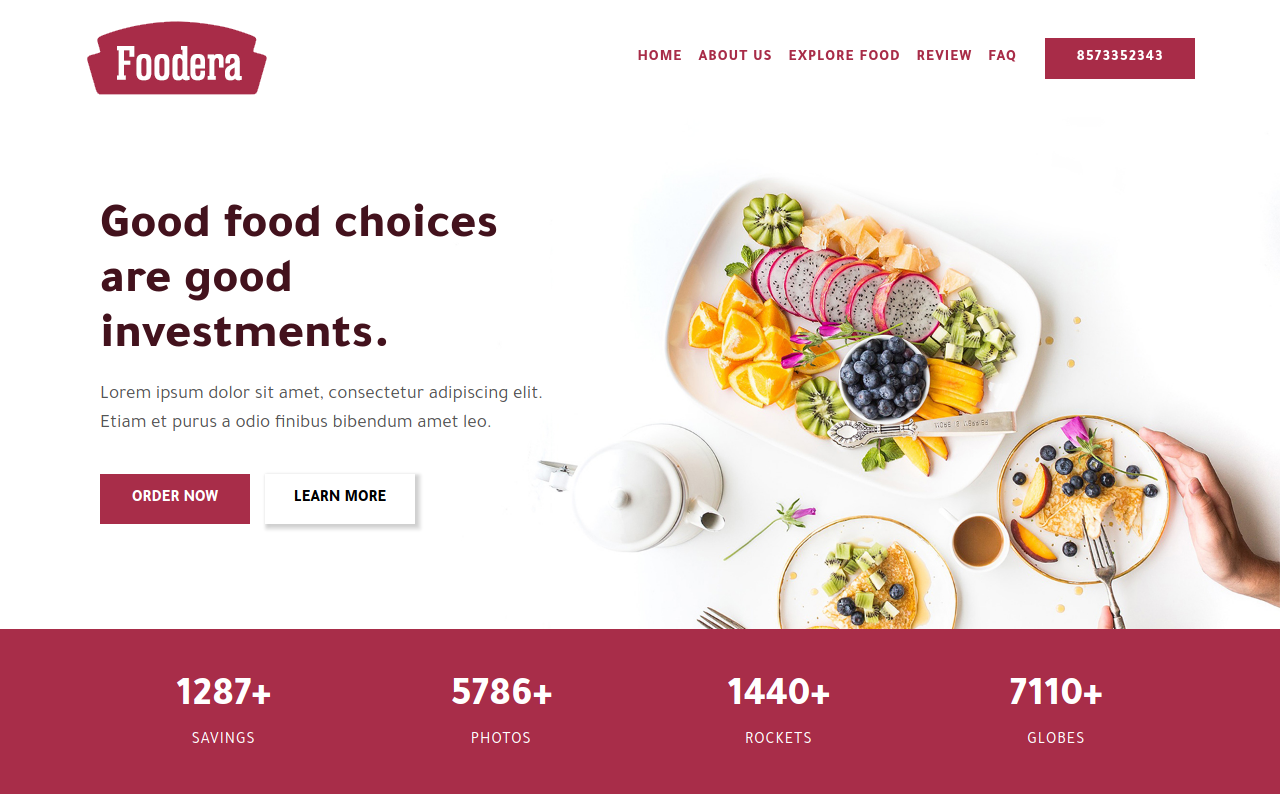 Foodera
HOME ABOUT US EXPLORE FOOD REVIEW FAQ 8573352343
Good food choices
are good
investments.
Lorem ipsum dolor sit amet, consectetur adipiscing elit.
Etiam et purus a odio finibus bibendum amet leo.
ORDER NOW LEARN MORE
1287+ 5786+ 1440+ 7110+
SAVINGS PHOTOS ROCKETS GLOBES